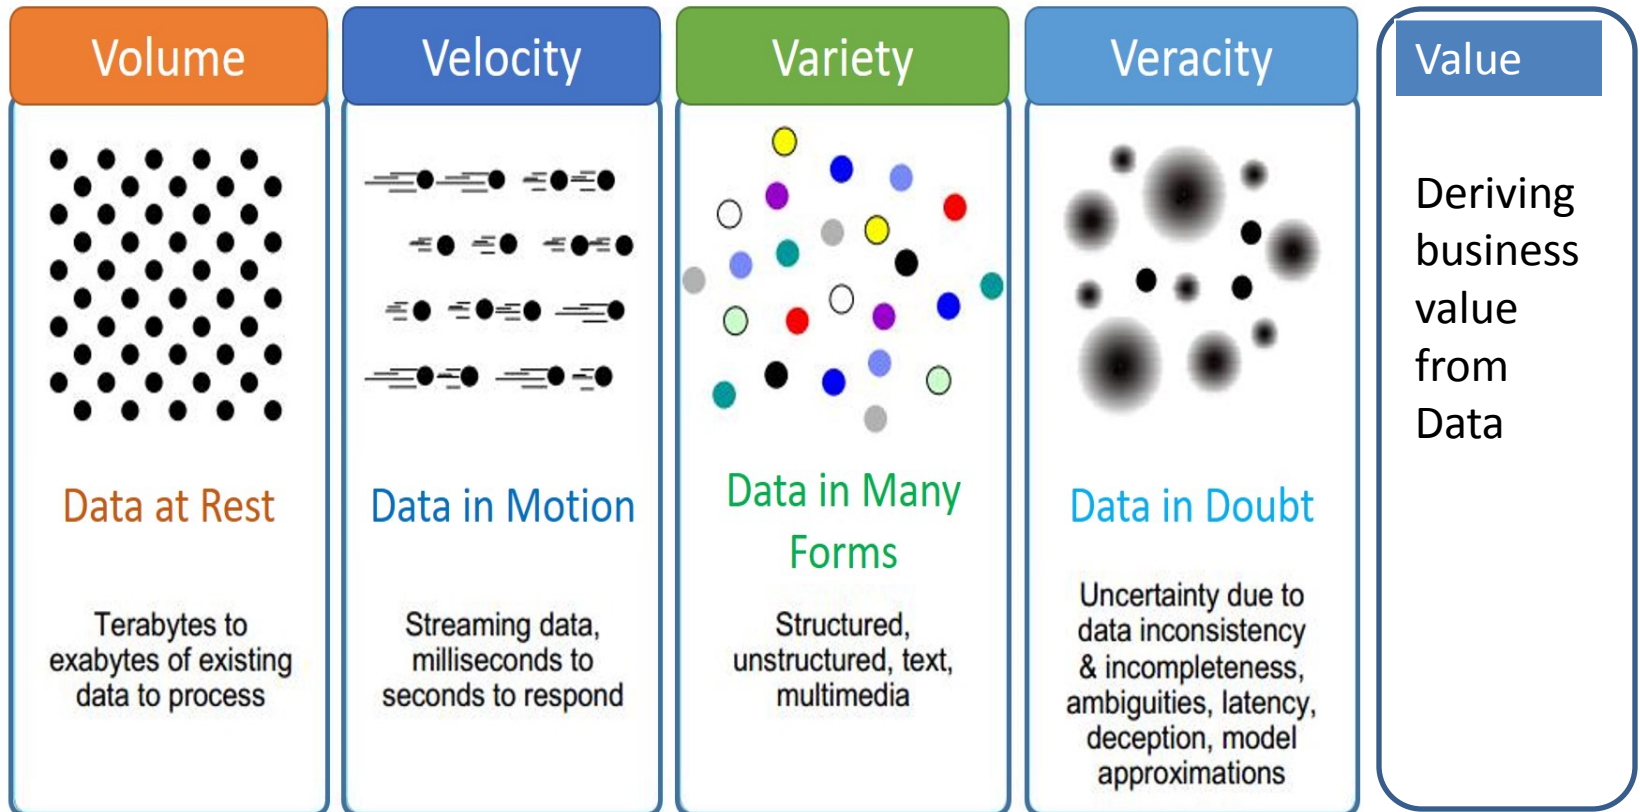 Volume
Data at Rest
Terabytes to
exabytes of existing
data to process
Velocity
Data in Motion
Streaming data,
milliseconds to
seconds to respond
Variety
Data in Many
Forms
Structured,
unstructured, text,
multimedia
Veracity
Data in Doubt
Uncertainty due to
data inconsistency
& incompleteness,
ambiguities, latency,
deception, model
approximations
Value
Deriving
business
value
from
Data